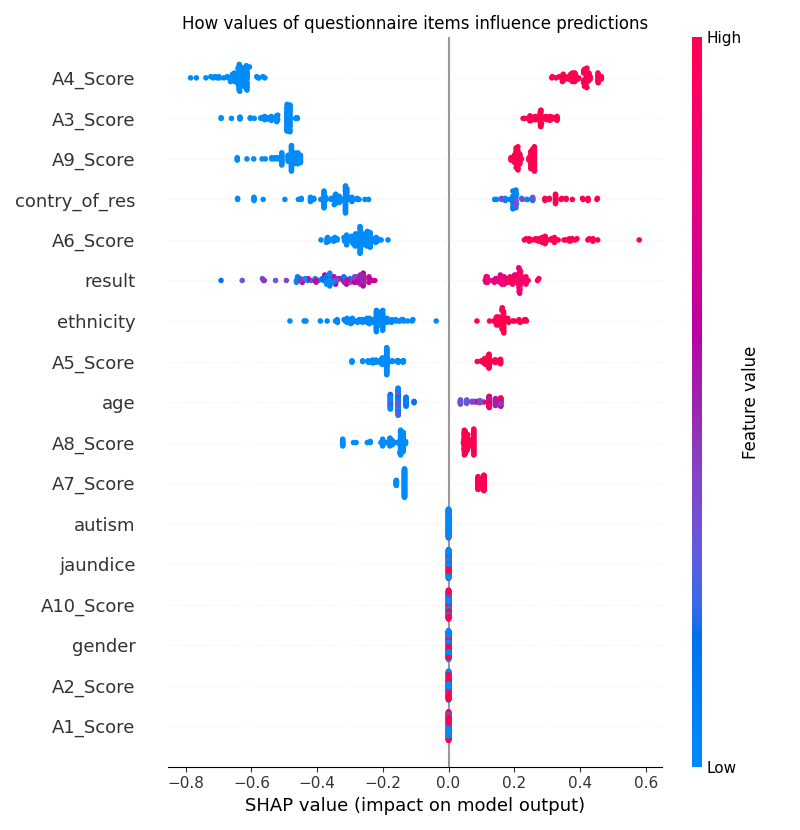 How values of questionnaire items influence predictions
High
A4_Score
A3_Score
A9_Score
contry_of_res
A6_Score
result
ethnicity
A5_Score
age
A8_Score
A7_Score
autism
jaundice
A10_Score
gender
A2_Score
A1_Score
Feature value
Low
−0.8 −0.6 −0.4 −0.2 0.0 0.2 0.4 0.6
SHAP value (impact on model output)